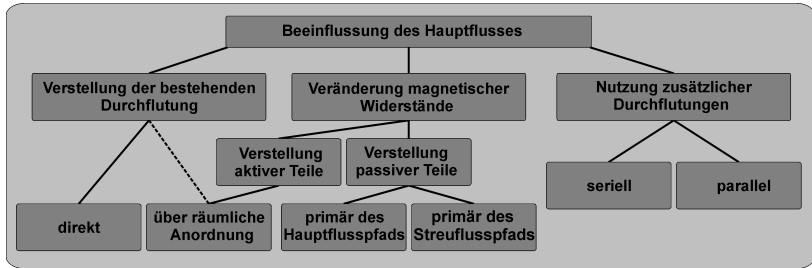 Beeinflussung des Hauptflusses
Verstellung der bestehenden
Durchflutung
Veränderung magnetischer
Widerstände
Nutzung zusätzlicher
Durchflutungen
Verstellung
aktiver Teile
Verstellung
passiver Teile
seriell
parallel
direkt
über räumliche
Anordnung
primär des
Hauptflusspfads
primär des
Streuflusspfads